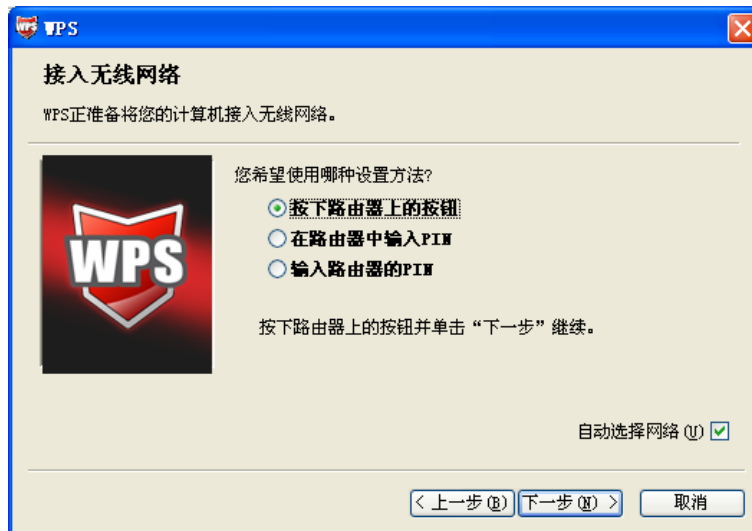 WPS
接入无线网络
WPS正准备将您的计算机接入无线网络。
您希望使用哪种设置方法?
按下路由器上的按钮
在路由器中输入PIN
输入路由器的PIN
WPS
按下路由器上的按钮并单击“下一步”继续。
自动选择网络(U)
< 上一步(B) 下一步(N) > 取消